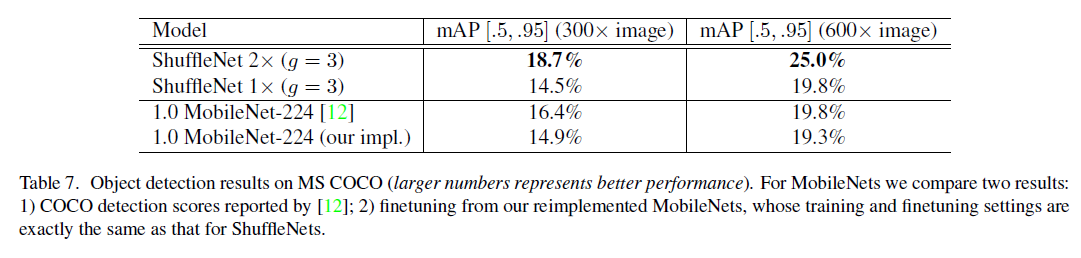 Model mAP [.5, .95] (300× image) mAP [.5, .95] (600× image)
ShuffleNet 2× (g = 3) 18.7% 25.0%
ShuffleNet 1× (g = 3) 14.5% 19.8%
1.0 MobileNet-224 [12] 16.4% 19.8%
1.0 MobileNet-224 (our impl.) 14.9% 19.3%
Table 7. Object detection results on MS COCO (larger numbers represents better performance). For MobileNets we compare two results:
1) COCO detection scores reported by [12]; 2) finetuning from our reimplemented MobileNets, whose training and finetuning settings are
exactly the same as that for ShuffleNets.